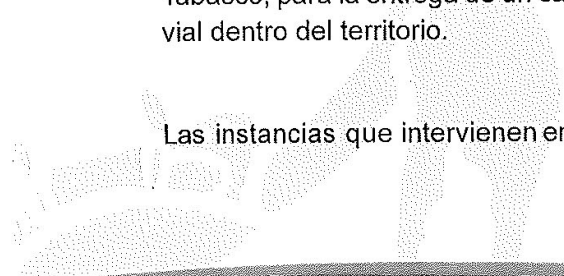 Tabasco, para la entrega de un
vial dentro del territorio.
Las instancias que intervienen en